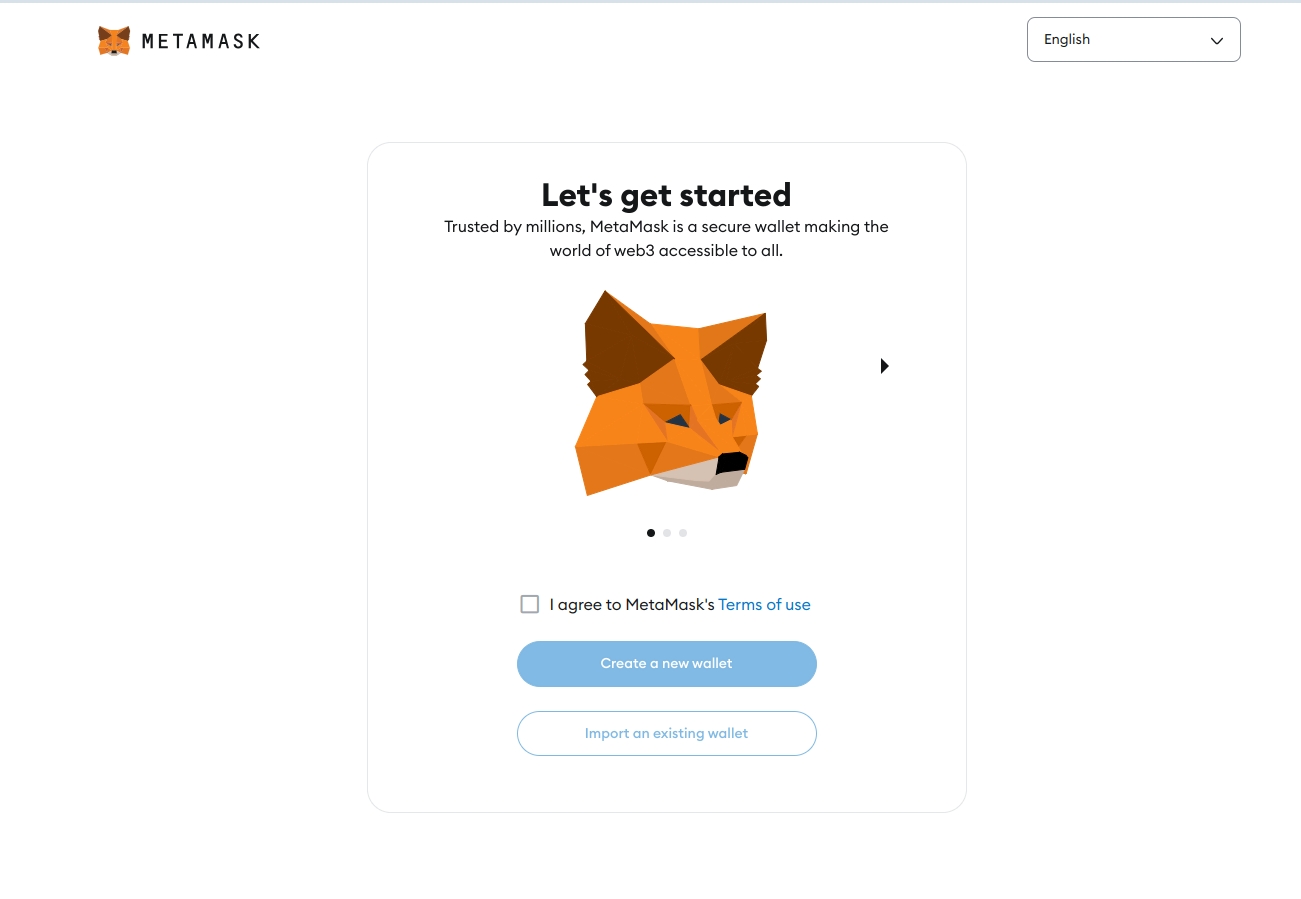 METAMASK
English
Let's get started
Trusted by millions, MetaMask is a secure wallet making the
world of web3 accessible to all.
I agree to MetaMask's Terms of use
Create a new wallet
Import an existing wallet